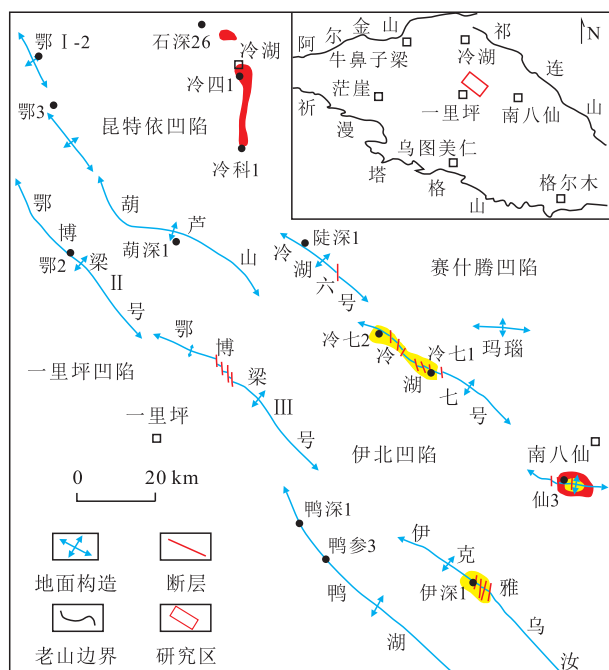 鄂Ⅰ-2
石深26
冷湖
冷四1
鄂3
昆特依凹陷
冷科1
阿尔金山
祁连山
N
牛鼻子梁
冷湖
茫崖
一里坪
南八仙
祈漫塔格山
乌图美仁
格尔木
鄂博梁Ⅱ号
鄂2
葫芦山
葫深1
陡深1
冷湖六号
赛什腾凹陷
冷七2
冷七1
冷湖七号
玛瑙
鄂博梁Ⅲ号
一里坪凹陷
一里坪
伊北凹陷
南八仙
仙3
0 20 km
鸭深1
鸭参3
鸭湖
伊克雅乌汝
伊深1
地面构造
断层
老山边界
研究区